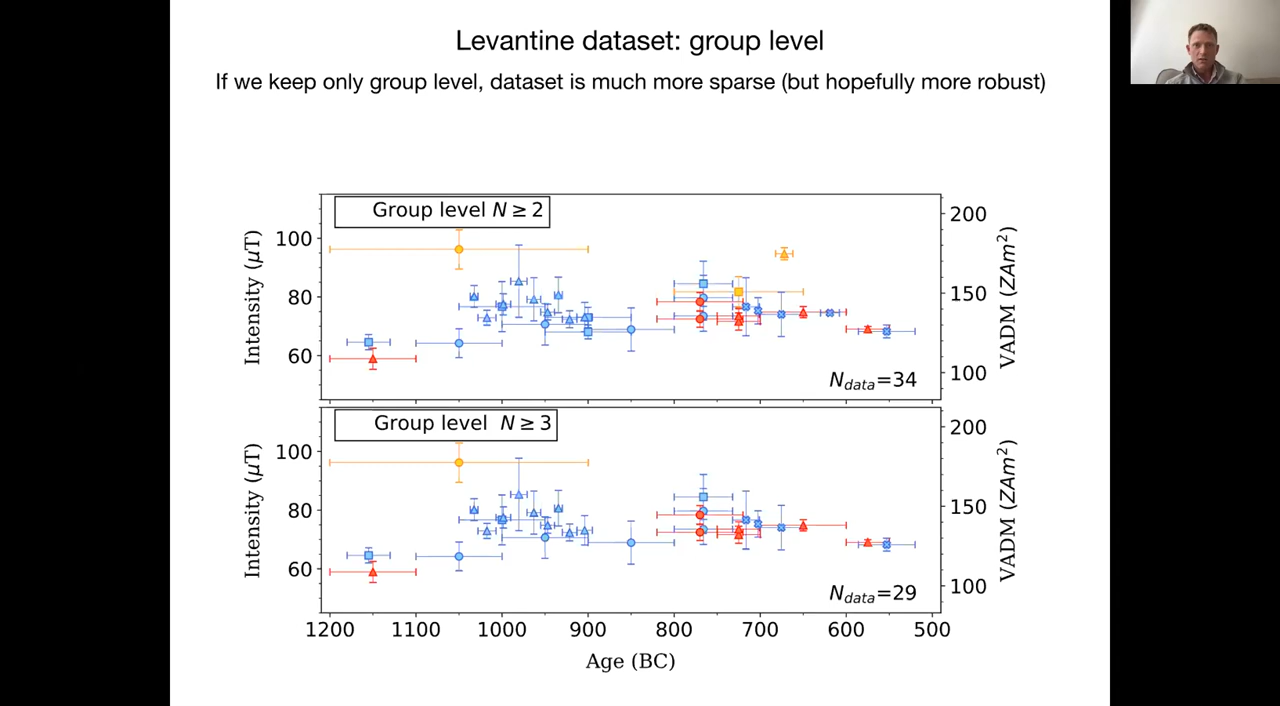 Levantine dataset: group level
If we keep only group level, dataset is much more sparse (but hopefully more robust)
Group level N ≥ 2
Intensity (μT)
100
80
60
200
150
100
VADM (ZAm²)
N_data=34
Group level N ≥ 3
Intensity (μT)
100
80
60
200
150
100
VADM (ZAm²)
N_data=29
1200 1100 1000 900 800 700 600 500
Age (BC)